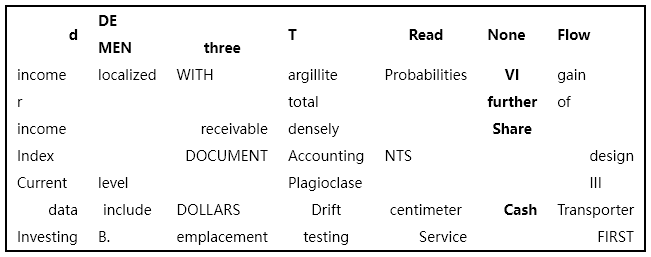 d DE MEN three T Read None Flow
income localized WITH argillite Probabilities VI gain
r total further of
income receivable densely Share
Index DOCUMENT Accounting NTS design
Current level Plagioclase III
data include DOLLARS Drift centimeter Cash Transporter
Investing B. emplacement testing Service FIRST